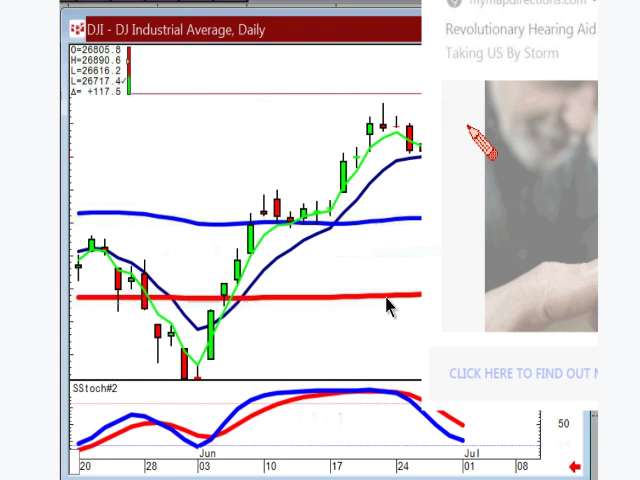 mymapdirections.com
DJI - DJ Industrial Average, Daily
Revolutionary Hearing Aid
Taking US By Storm
O=26805.8
H=26890.6
L=26616.2
L=26717.4
Δ= +117.5
CLICK HERE TO FIND OUT
SStoch#2
50
Jun
Jul
20
28
03
10
17
24
01
08